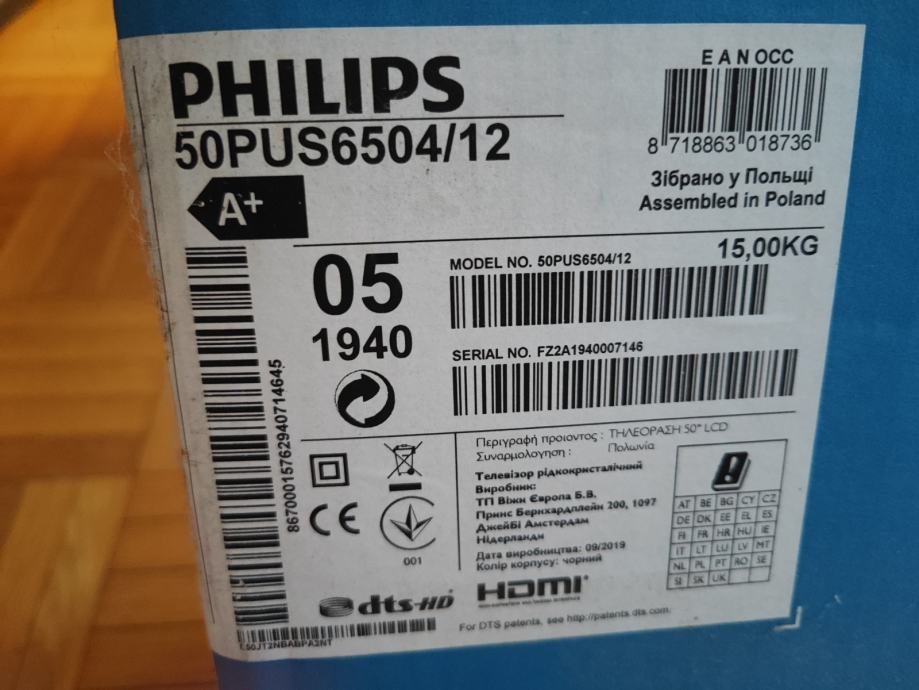 PHILIPS
50PUS6504/12
A+
E A N OCC
8 718863 018736
Зібрано у Польщі
Assembled in Poland
15,00KG
05
1940
MODEL NO. 50PUS6504/12
SERIAL NO. FZ2A1940007146
86700015762940714645
CE
001
Περιγραφή προιοντος : ΤΗΛΕΟΡΑΣΗ 50" LCD
Συναρμολογηση : Πολωνία
Телевізор рідкокристалічний
Виробник:
ТП Віжн Європа Б.В.
Принс Бернхардплейн 200, 1097
ДжейБі Амстердам
Нідерланди
Дата виробництва: 09/2019
Колір корпусу: чорний
AT BE BG CY CZ
DE DK EE EL ES
FI FR HR HU IE
IT LT LU LV MT
NL PL PT RO SE
SI SK UK
dts-HD
HDMI
For DTS patents, see http://patents.dts.com.
L50JT2NBABPA2NT